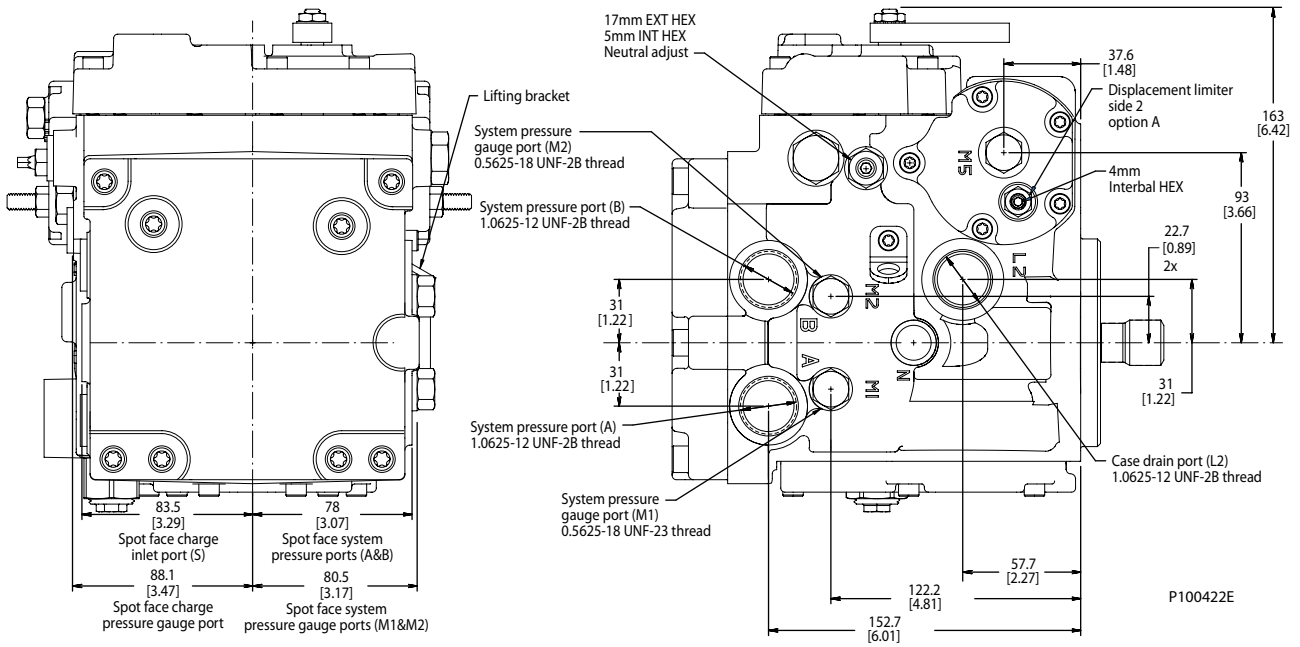 17mm EXT HEX
5mm INT HEX
Neutral adjust
37.6
[1.48]
Displacement limiter
side 2
option A
163
[6.42]
Lifting bracket
System pressure
gauge port (M2)
0.5625-18 UNF-2B thread
M5
4mm
Interbal HEX
93
[3.66]
System pressure port (B)
1.0625-12 UNF-2B thread
22.7
[0.89]
2x
L2
M2
31
[1.22]
B
A
N
M1
31
[1.22]
31
[1.22]
System pressure port (A)
1.0625-12 UNF-2B thread
Case drain port (L2)
1.0625-12 UNF-2B thread
System pressure
gauge port (M1)
0.5625-18 UNF-23 thread
83.5
[3.29]
Spot face charge
inlet port (S)
78
[3.07]
Spot face system
pressure ports (A&B)
88.1
[3.47]
Spot face charge
pressure gauge port
80.5
[3.17]
Spot face system
pressure gauge ports (M1&M2)
57.7
[2.27]
122.2
[4.81]
152.7
[6.01]
P100422E